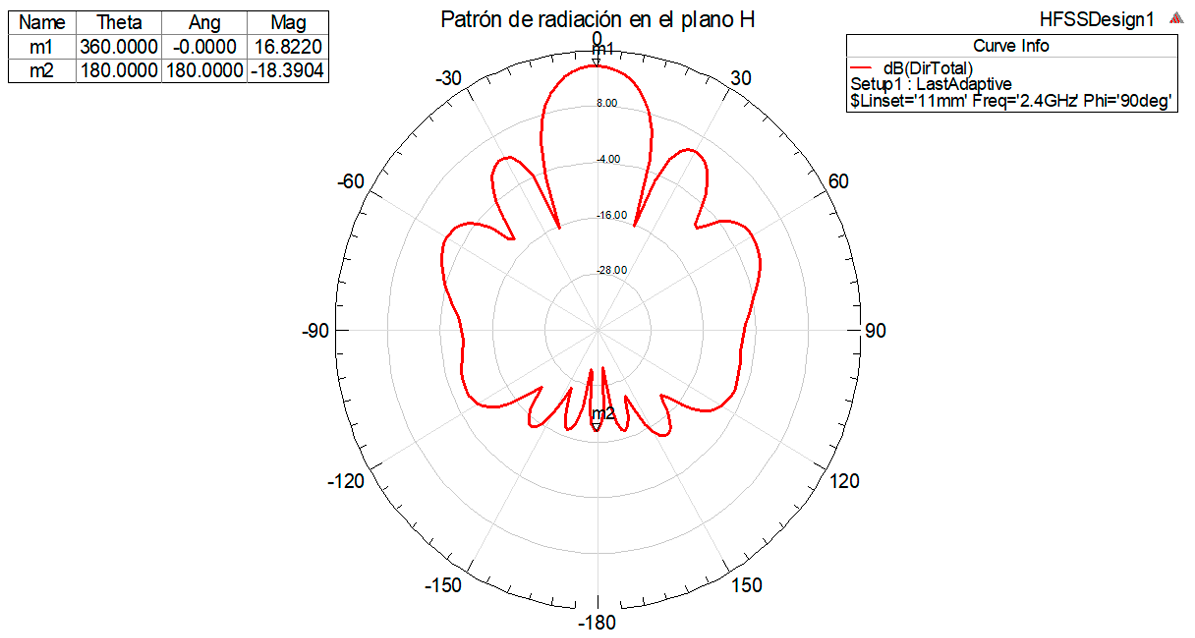 Patrón de radiación en el plano H
HFSSDesign1
Name Theta Ang Mag
m1 360.0000 -0.0000 16.8220
m2 180.0000 180.0000 -18.3904
Curve Info
dB(DirTotal)
Setup1 : LastAdaptive
$Linset='11mm' Freq='2.4GHz' Phi='90deg'
0
m1
-30
30
8.00
-4.00
-60
60
-16.00
-28.00
-90
90
m2
-120
120
-150
150
-180